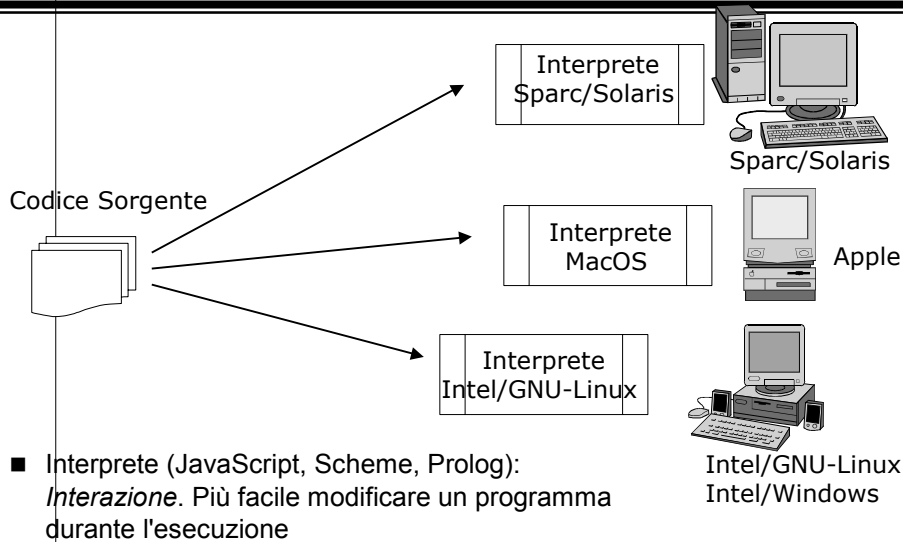 Interprete
Sparc/Solaris
Sparc/Solaris
Codice Sorgente
Interprete
MacOS
Apple
Interprete
Intel/GNU-Linux
Intel/GNU-Linux
Intel/Windows
■ Interprete (JavaScript, Scheme, Prolog):
Interazione. Più facile modificare un programma
durante l'esecuzione